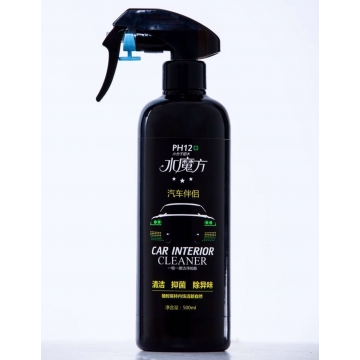 PH12+
水魔方
汽车伴侣
CAR INTERIOR
CLEANER
清洁 抑菌 除异味
净含量：500ml